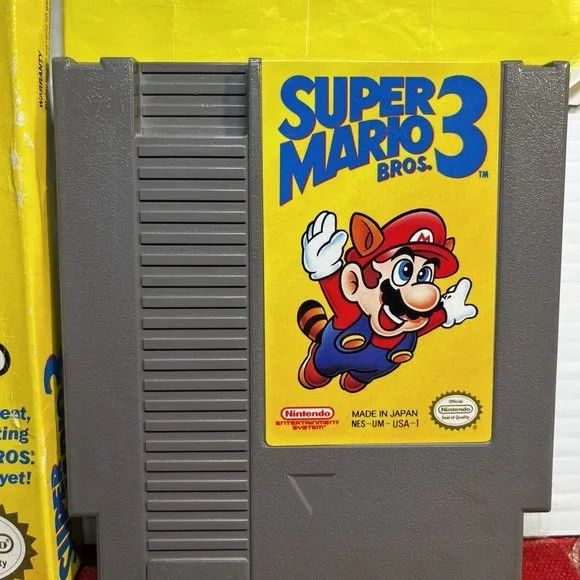 WARRANTY
SUPER
MARIO
BROS. 3 TM
M
Nintendo
ENTERTAINMENT
SYSTEM®
MADE IN JAPAN
NES-UM-USA-1
Official
Nintendo
Seal of Quality
eat,
ting
ROS.
yet!
SUPER
3